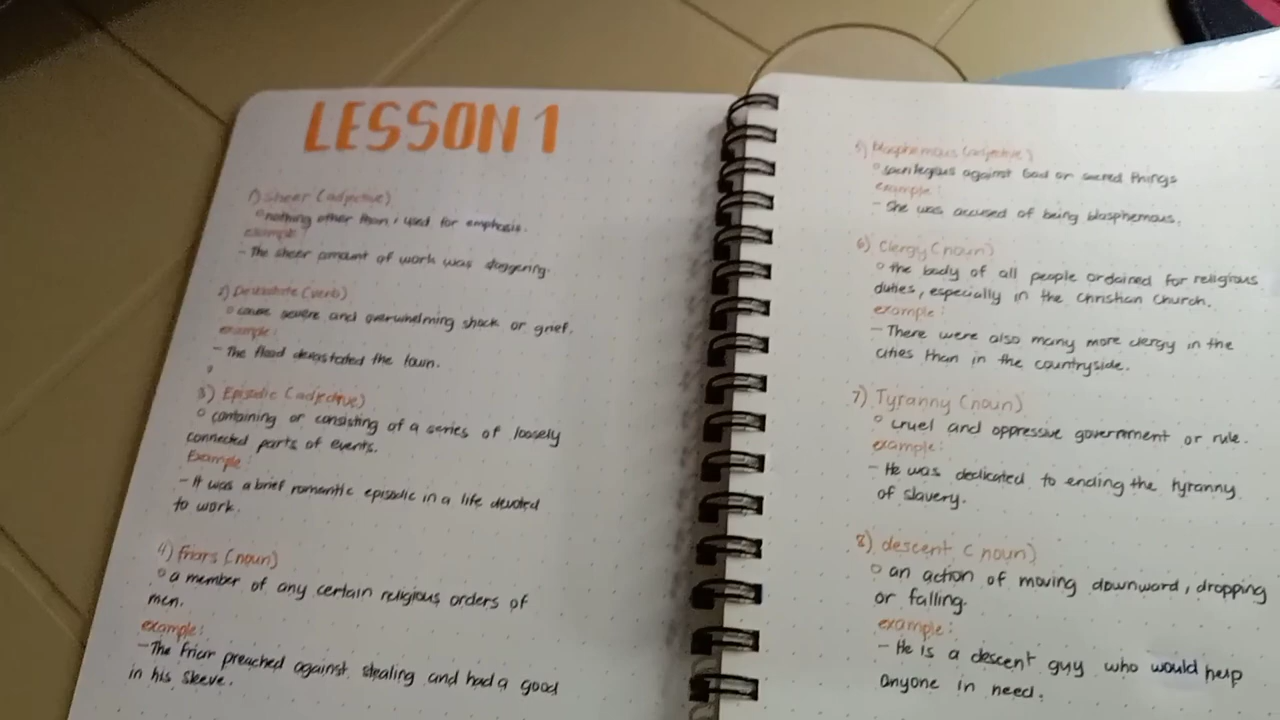 LESSON 1
1) Sheer (adjective)
nothing other than; used for emphasis.
example:
- The sheer amount of work was staggering.
2) Devastate (verb)
cause severe and overwhelming shock or grief.
example:
- The flood devastated the town.
3) Episodic (adjective)
containing or consisting of a series of loosely
connected parts of events.
Example:
- It was a brief romantic episodic in a life devoted
to work.
4) friars (noun)
a member of any certain religious orders of
men.
example:
- The Friar preached against stealing and had a good
in his sleeve.
5) Blasphemous (adjective)
sacrilegious against God or sacred things
example:
- She was accused of being blasphemous.
6) Clergy (noun)
the body of all people ordained for religious
duties, especially in the Christian Church.
example:
- There were also many more clergy in the
cities than in the countryside.
7) Tyranny (noun)
cruel and oppressive government or rule.
example:
- He was dedicated to ending the tyranny
of slavery.
8) descent (noun)
an action of moving downward, dropping
or falling.
example:
- He is a descent guy who would help
anyone in need.